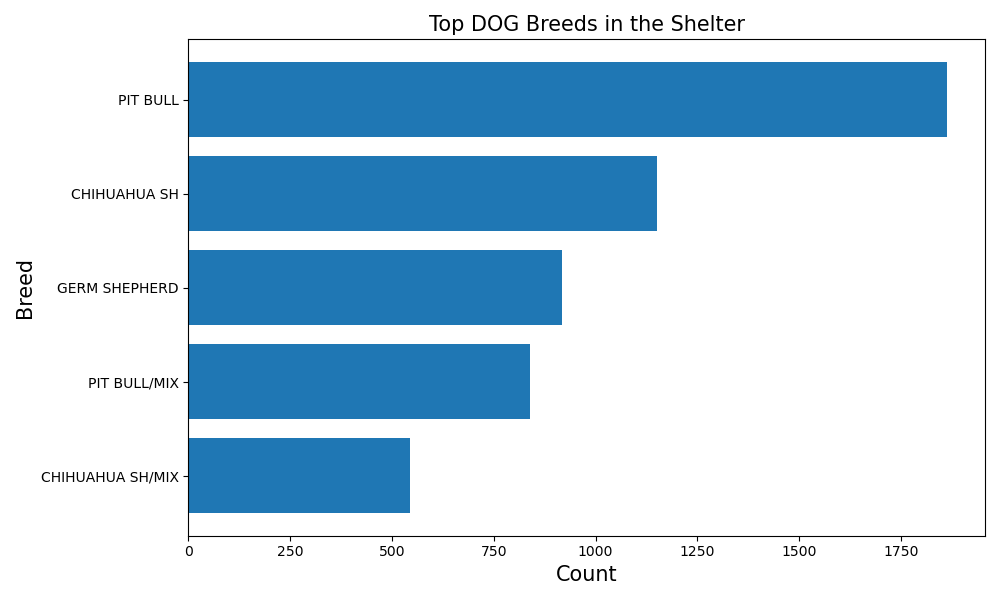 Top DOG Breeds in the Shelter
Breed
PIT BULL
CHIHUAHUA SH
GERM SHEPHERD
PIT BULL/MIX
CHIHUAHUA SH/MIX
0 250 500 750 1000 1250 1500 1750
Count